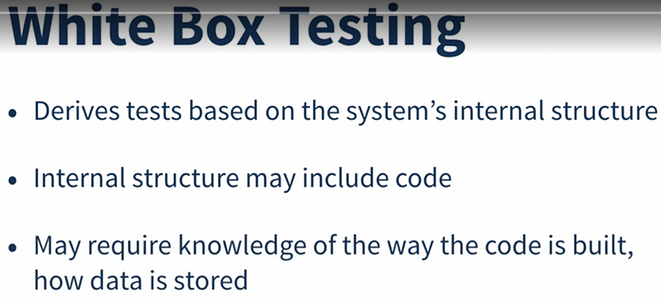 White Box Testing
• Derives tests based on the system’s internal structure
• Internal structure may include code
• May require knowledge of the way the code is built,
how data is stored